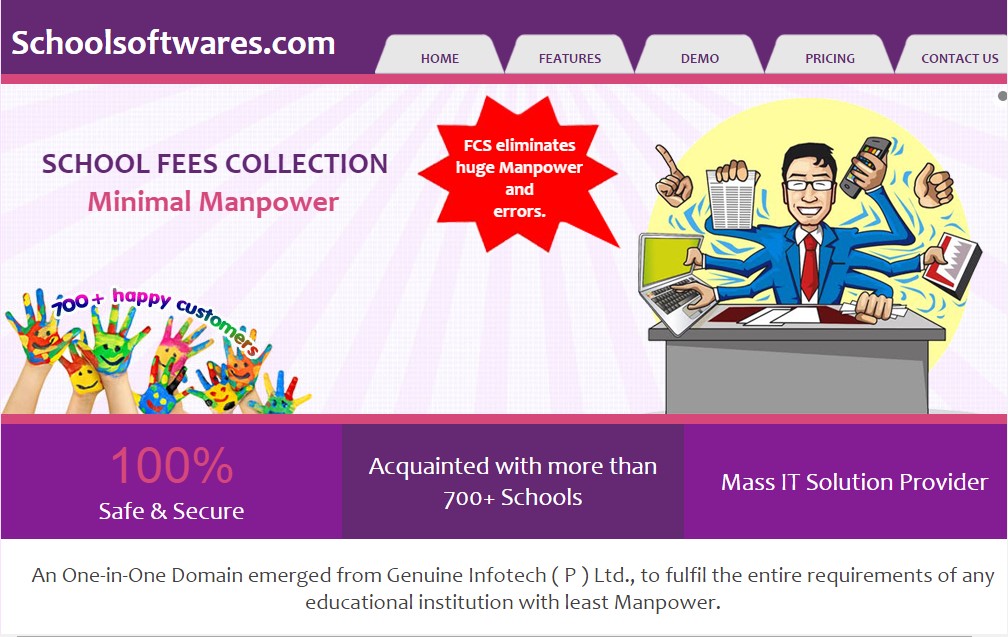 Schoolsoftwares.com
HOME
FEATURES
DEMO
PRICING
CONTACT US
SCHOOL FEES COLLECTION
Minimal Manpower
FCS eliminates
huge Manpower
and
errors.
700+ happy customers
100%
Safe & Secure
Acquainted with more than
700+ Schools
Mass IT Solution Provider
An One-in-One Domain emerged from Genuine Infotech ( P ) Ltd., to fulfil the entire requirements of any
educational institution with least Manpower.